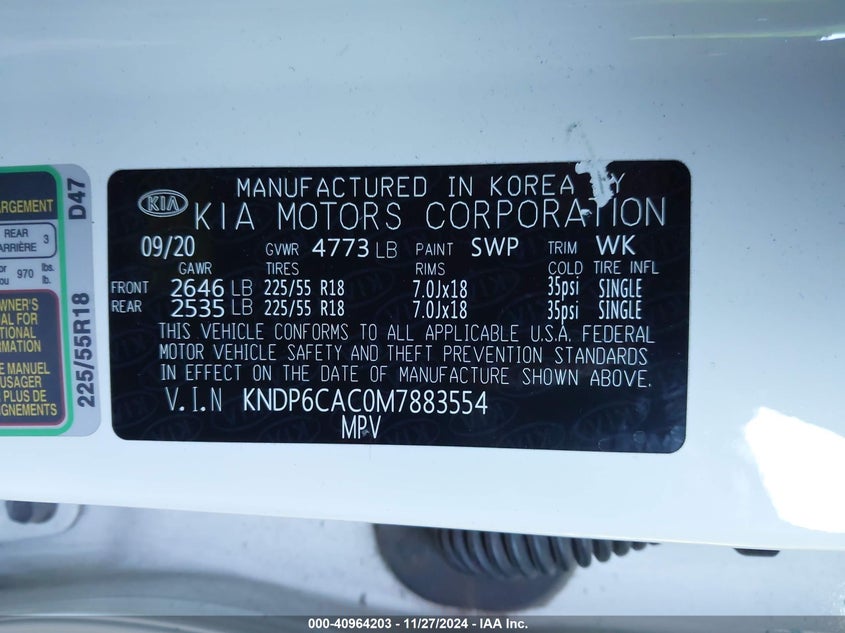 MANUFACTURED IN KOREA BY
KIA KIA MOTORS CORPORATION
09/20 GVWR 4773 LB PAINT SWP TRIM WK
GAWR TIRES RIMS COLD TIRE INFL
FRONT 2646 LB 225/55 R18 7.0Jx18 35psi SINGLE
REAR 2535 LB 225/55 R18 7.0Jx18 35psi SINGLE
THIS VEHICLE CONFORMS TO ALL APPLICABLE U.S.A. FEDERAL
MOTOR VEHICLE SAFETY AND THEFT PREVENTION STANDARDS
IN EFFECT ON THE DATE OF MANUFACTURE SHOWN ABOVE.
V.I.N KNDP6CAC0M7883554
MPV
REAR
3
970 lbs.
lb.
MANUEL
225/55R18 D47
000-40964203 - 11/27/2024 - IAA Inc.